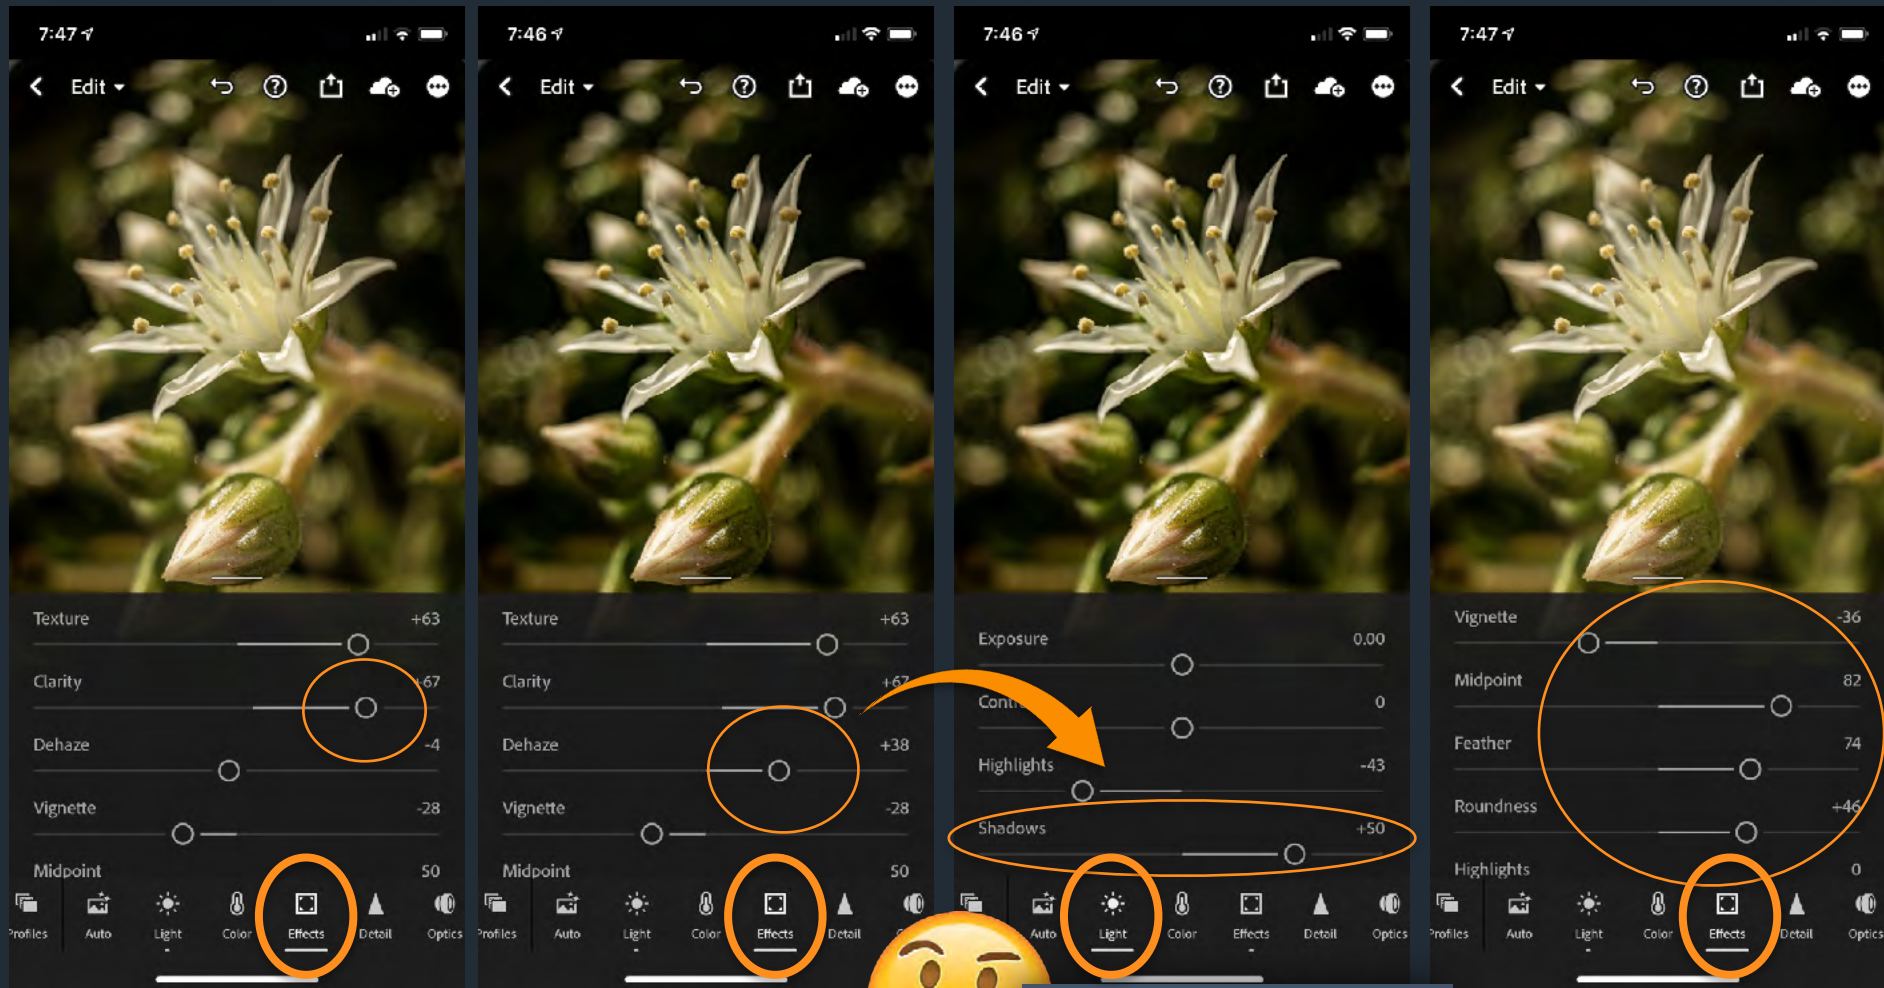 7:47
Edit
Texture +63
Clarity +67
Dehaze -4
Vignette -28
Midpoint 50
Profiles Auto Light Color Effects Detail Optics
7:46
Edit
Texture +63
Clarity +67
Dehaze +38
Vignette -28
Midpoint 50
Profiles Auto Light Color Effects Detail
7:46
Edit
Exposure 0.00
Contr 0
Highlights -43
Shadows +50
Auto Light Color Effects Detail Optics
7:47
Edit
Vignette -36
Midpoint 82
Feather 74
Roundness +46
Highlights 0
Profiles Auto Light Color Effects Detail Optics